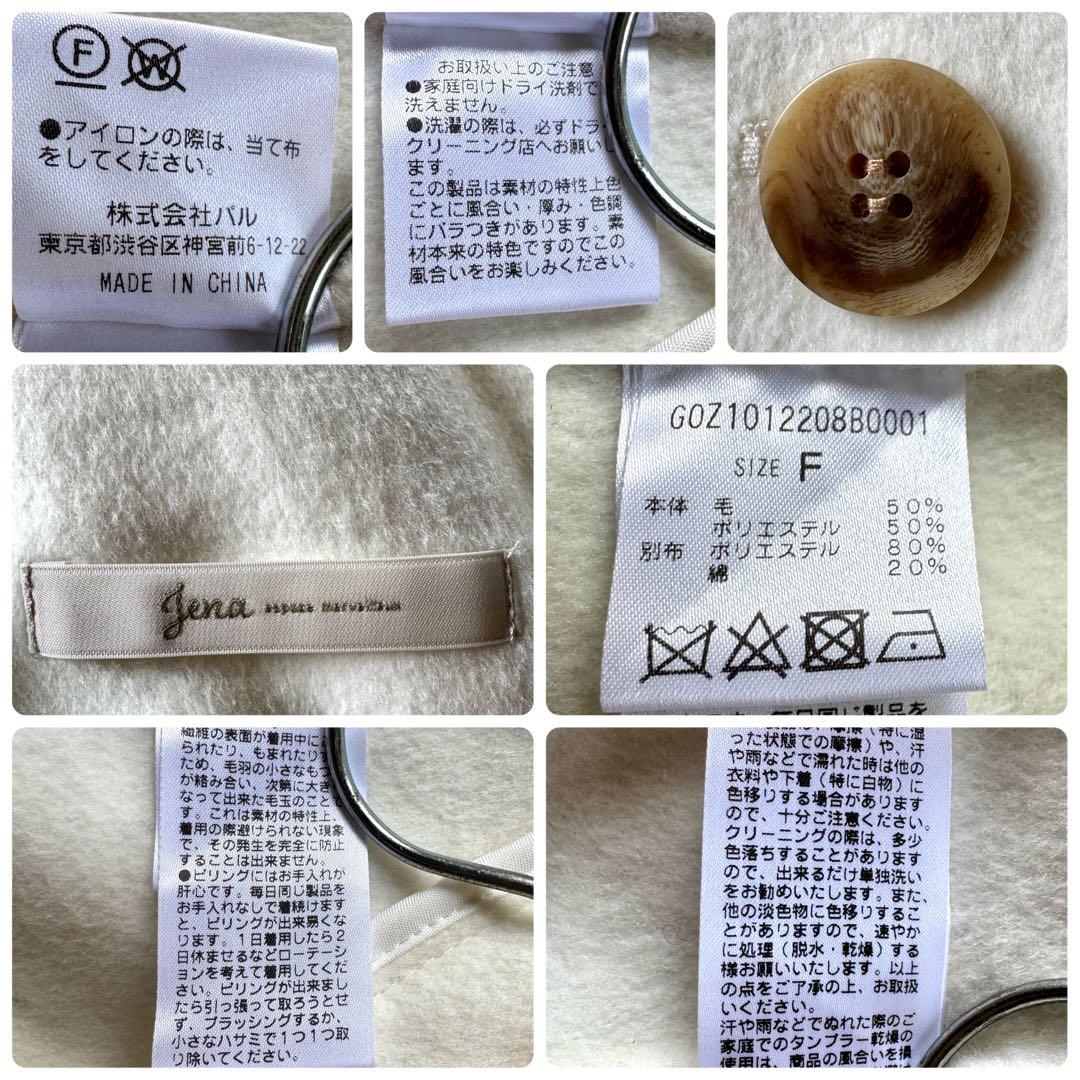 F W
●アイロンの際は、当て布
をしてください。
株式会社パル
東京都渋谷区神宮前6-12-22
MADE IN CHINA
お取扱い上のご注意
●家庭向けドライ洗剤で
洗えません。
●洗濯の際は、必ずドラ
クリーニング店へお願いし
ます。
この製品は素材の特性上色
ごとに風合い・厚み・色調
にバラつきがあります。素
材本来の特色ですのでこの
風合いをお楽しみください。
Jena espace merveilleux
G0Z1012208B0001
SIZE F
本体 毛 50%
ポリエステル 50%
別布 ポリエステル 80%
綿 20%
毎日同じ製品を
繊維の表面が着用中に
られたり、もまれたりす
ため、毛羽の小さなもつ
が絡み合い、次第に大き
なって出来た毛玉のことで
す。これは素材の特性上、
着用の際避けられない現象
で、その発生を完全に防止
することは出来ません。
●ピリングにはお手入れが
肝心です。毎日同じ製品を
お手入れなしで着続けます
と、ピリングが出来易くな
ります。1日着用したら2
日休ませるなどローテーシ
ョンを考えて着用してくだ
さい。ピリングが出来まし
たら引っ張って取ろうとせ
ず、ブラッシングするか、
小さなハサミで1つ1つ取
り除いてください。
摩擦（特に湿
った状態での摩擦）や、汗
や雨などで濡れた時は他の
衣料や下着（特に白物）に
色移りする場合があります
ので、十分ご注意ください。
クリーニングの際は、多少
色落ちすることがあります
ので、出来るだけ単独洗い
をお勧めいたします。また、
他の淡色物に色移りするこ
とがありますので、速やか
に処理（脱水・乾燥）する
様お願いいたします。以上
の点をご了承の上、お取扱
いください。
汗や雨などでぬれた際のご
家庭でのタンブラー乾燥の
使用は、商品の風合いを損